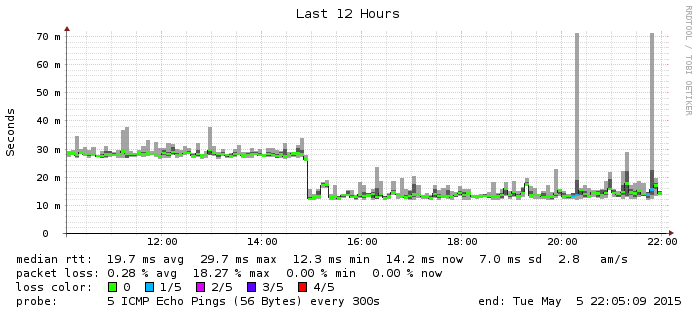 Last 12 Hours
RRDTOOL / TOBI OETIKER
Seconds
70 m
60 m
50 m
40 m
30 m
20 m
10 m
0
12:00 14:00 16:00 18:00 20:00 22:00
median rtt: 19.7 ms avg 29.7 ms max 12.3 ms min 14.2 ms now 7.0 ms sd 2.8 am/s
packet loss: 0.28 % avg 18.27 % max 0.00 % min 0.00 % now
loss color: 0 1/5 2/5 3/5 4/5
probe: 5 ICMP Echo Pings (56 Bytes) every 300s end: Tue May 5 22:05:09 2015